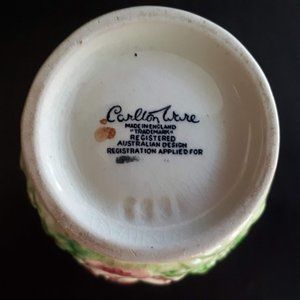 Carlton Ware
MADE IN ENGLAND
"TRADEMARK"
REGISTERED
AUSTRALIAN DESIGN
REGISTRATION APPLIED FOR